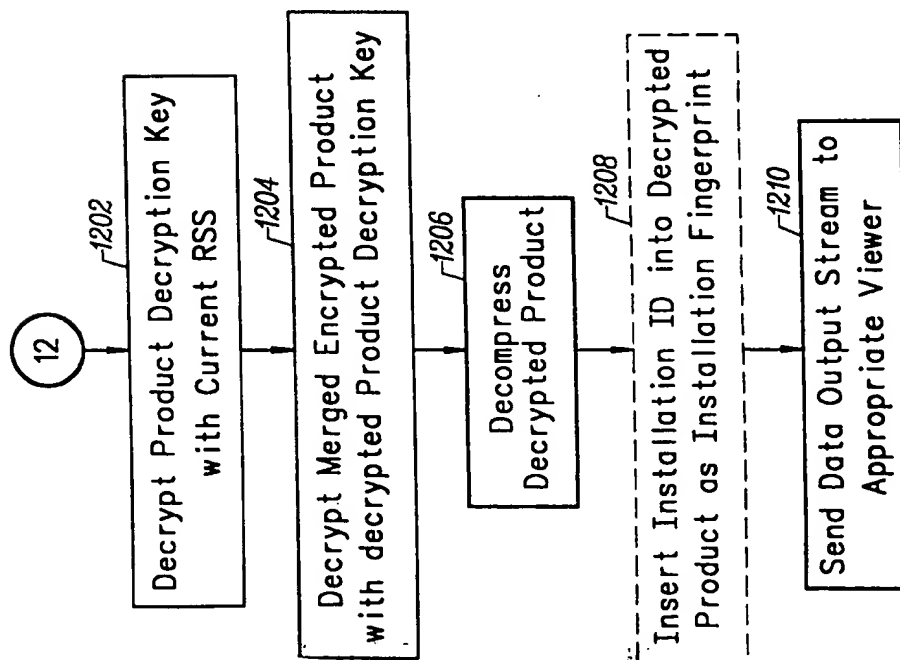 12
1202
Decrypt Product Decryption Key
with Current RSS
1204
Decrypt Merged Encrypted Product
with decrypted Product Decryption Key
1206
Decompress
Decrypted Product
1208
Insert Installation ID into Decrypted
Product as Installation Fingerprint
1210
Send Data Output Stream to
Appropriate Viewer